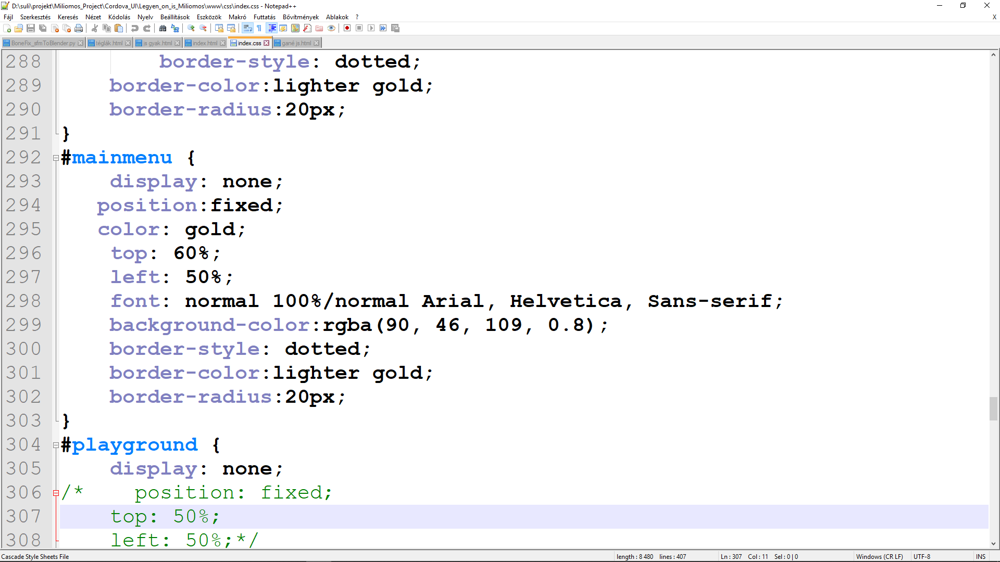 D:\suli\projekt\Miliomos_Project\Cordova_UI\Legyen_on_is_Miliomos\www\css\index.css - Notepad++
Fájl Szerkesztés Keresés Nézet Kódolás Nyelv Beállítások Eszközök Makró Futtatás Bővítmények Ablakok ? X
BoneFix_sfmToBlender.py téglák.html js gyak.html index.html index.css gané js.html
288 border-style: dotted;
289 border-color:lighter gold;
290 border-radius:20px;
291 }
292 #mainmenu {
293 display: none;
294 position:fixed;
295 color: gold;
296 top: 60%;
297 left: 50%;
298 font: normal 100%/normal Arial, Helvetica, Sans-serif;
299 background-color:rgba(90, 46, 109, 0.8);
300 border-style: dotted;
301 border-color:lighter gold;
302 border-radius:20px;
303 }
304 #playground {
305 display: none;
306 /* position: fixed;
307 top: 50%;
308 left: 50%;*/
Cascade Style Sheets File length : 8 480 lines : 407 Ln : 307 Col : 11 Sel : 0 | 0 Windows (CR LF) UTF-8 INS